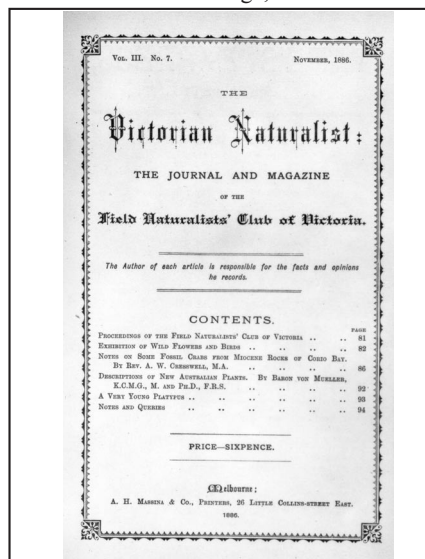 VOL. III. No. 7. NOVEMBER, 1886.
THE
Victorian Naturalist:
THE JOURNAL AND MAGAZINE
OF THE
Field Naturalists' Club of Victoria.
The Author of each article is responsible for the facts and opinions
he records.
CONTENTS.
PAGE
PROCEEDINGS OF THE FIELD NATURALISTS' CLUB OF VICTORIA .. .. 81
EXHIBITION OF WILD FLOWERS AND BIRDS .. .. .. .. 82
NOTES ON SOME FOSSIL CRABS FROM MIOCENE ROCKS OF CORIO BAY.
BY REV. A. W. CRESSWELL, M.A. .. .. .. .. 86
DESCRIPTIONS OF NEW AUSTRALIAN PLANTS. BY BARON VON MUELLER,
K.C.M.G., M. AND PH.D., F.R.S. .. .. .. .. 92
A VERY YOUNG PLATYPUS .. .. .. .. .. .. 93
NOTES AND QUERIES .. .. .. .. .. .. 94
PRICE—SIXPENCE.
Melbourne:
A. H. MASSINA & CO., PRINTERS, 26 LITTLE COLLINS-STREET EAST.
1886.